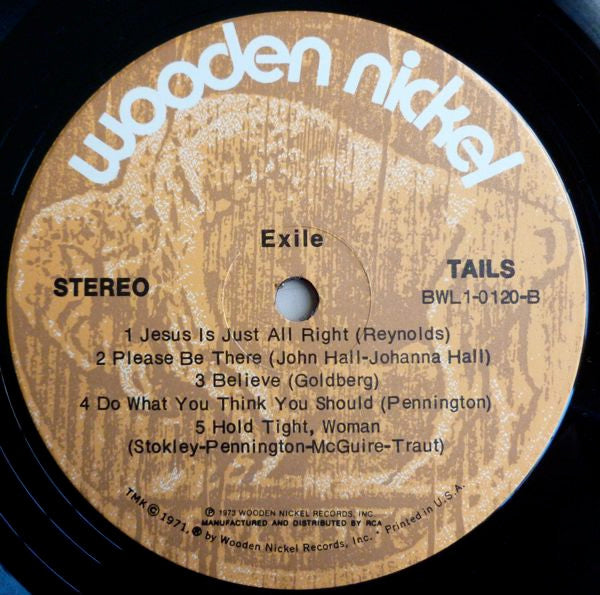 wooden nickel
Exile
STEREO
TAILS
BWL1-0120-B
1 Jesus Is Just All Right (Reynolds)
2 Please Be There (John Hall-Johanna Hall)
3 Believe (Goldberg)
4 Do What You Think You Should (Pennington)
5 Hold Tight, Woman
(Stokley-Pennington-McGuire-Traut)
℗ 1973 WOODEN NICKEL RECORDS, INC.
MANUFACTURED AND DISTRIBUTED BY RCA
TMK © 1971, ® by Wooden Nickel Records, Inc. • Printed in U.S.A.